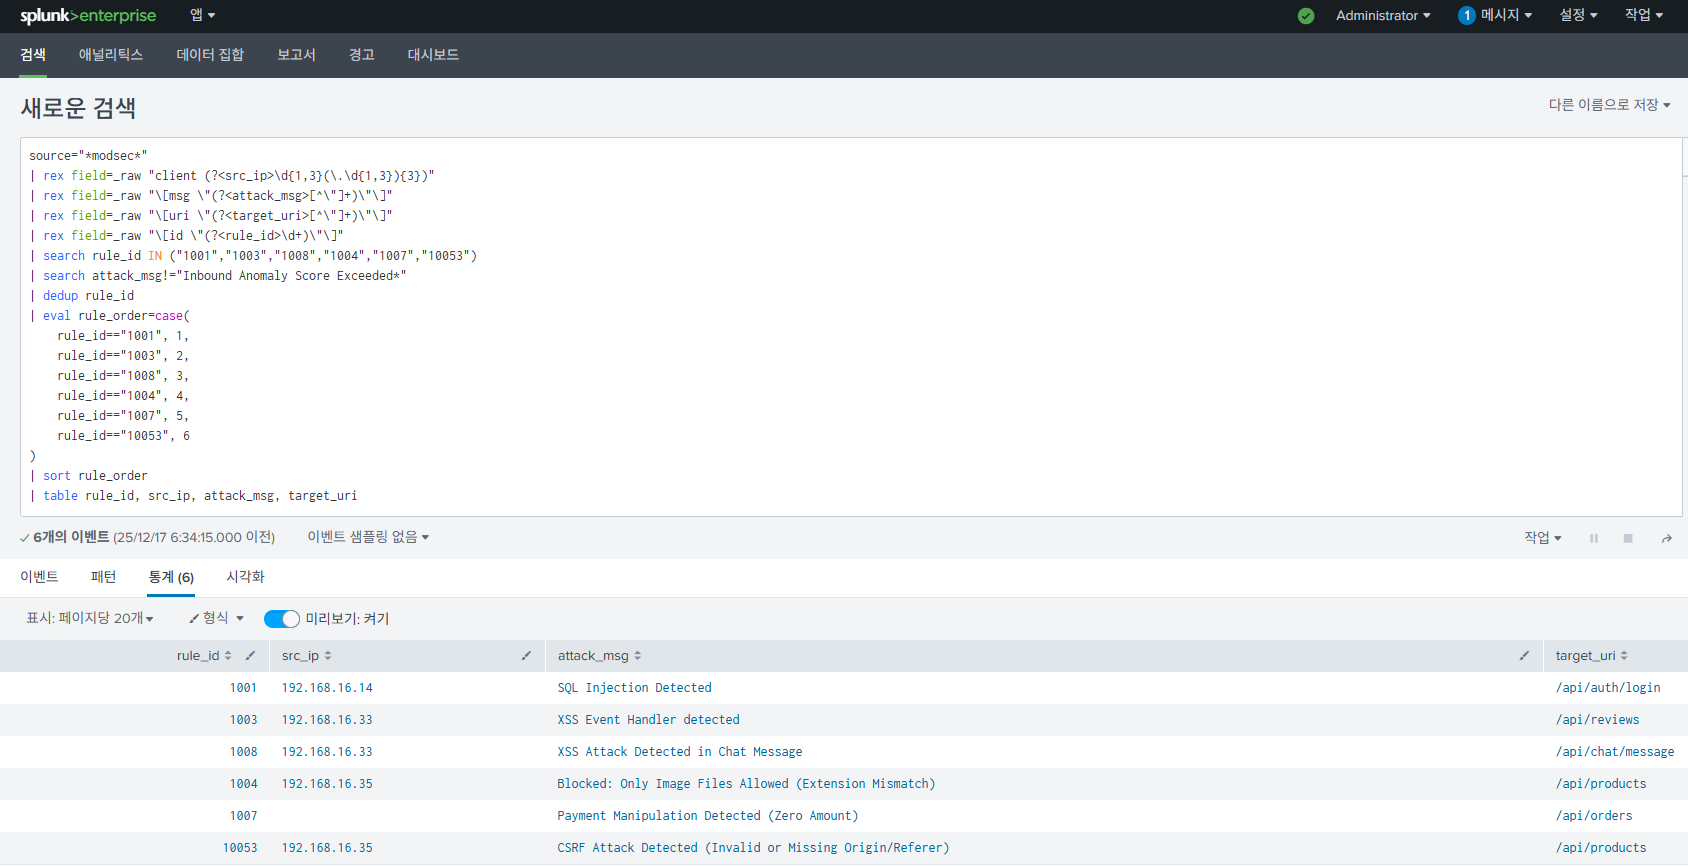 splunk>enterprise 앱 Administrator 1 메시지 설정 작업
검색 애널리틱스 데이터 집합 보고서 경고 대시보드
새로운 검색 다른 이름으로 저장
source="*modsec*"
| rex field=_raw "client (?<src_ip>\d{1,3}(\.\d{1,3}){3})"
| rex field=_raw "\[msg \"(?<attack_msg>[^\"]+)\"\]"
| rex field=_raw "\[uri \"(?<target_uri>[^\"]+)\"\]"
| rex field=_raw "\[id \"(?<rule_id>\d+)\"\]"
| search rule_id IN ("1001","1003","1008","1004","1007","10053")
| search attack_msg!="Inbound Anomaly Score Exceeded*"
| dedup rule_id
| eval rule_order=case(
rule_id=="1001", 1,
rule_id=="1003", 2,
rule_id=="1008", 3,
rule_id=="1004", 4,
rule_id=="1007", 5,
rule_id=="10053", 6
)
| sort rule_order
| table rule_id, src_ip, attack_msg, target_uri
6개의 이벤트 (25/12/17 6:34:15.000 이전) 이벤트 샘플링 없음 작업
이벤트 패턴 통계 (6) 시각화
표시: 페이지당 20개 형식 미리보기: 켜기
rule_id src_ip attack_msg target_uri
1001 192.168.16.14 SQL Injection Detected /api/auth/login
1003 192.168.16.33 XSS Event Handler detected /api/reviews
1008 192.168.16.33 XSS Attack Detected in Chat Message /api/chat/message
1004 192.168.16.35 Blocked: Only Image Files Allowed (Extension Mismatch) /api/products
1007 Payment Manipulation Detected (Zero Amount) /api/orders
10053 192.168.16.35 CSRF Attack Detected (Invalid or Missing Origin/Referer) /api/products